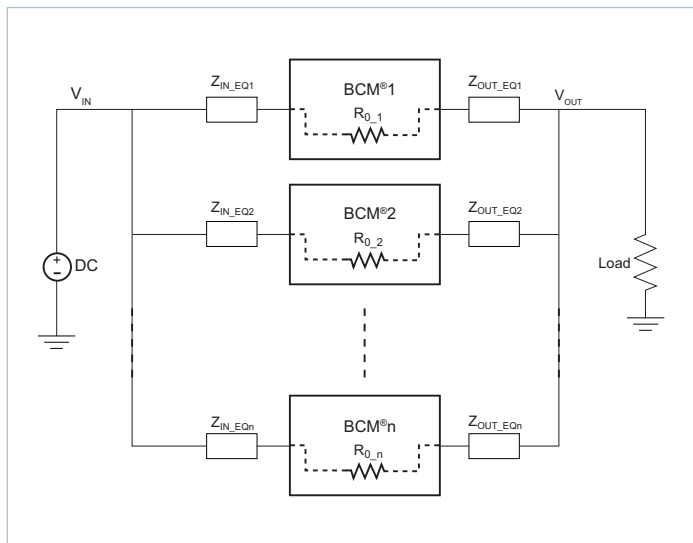 V_IN
Z_IN_EQ1
BCM®1
R_0_1
Z_OUT_EQ1
V_OUT
Z_IN_EQ2
BCM®2
R_0_2
Z_OUT_EQ2
+
–
DC
Load
Z_IN_EQn
BCM®n
R_0_n
Z_OUT_EQn